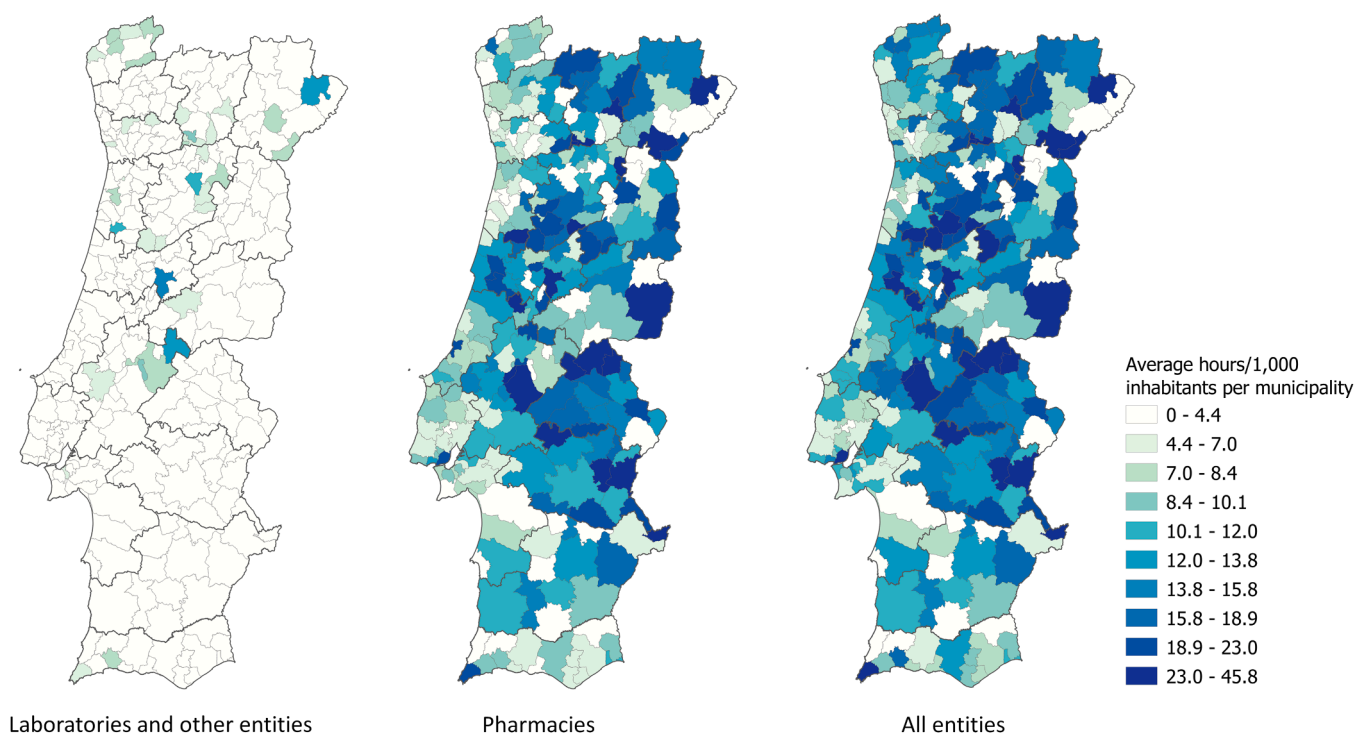 Average hours/1,000
inhabitants per municipality
0 - 4.4
4.4 - 7.0
7.0 - 8.4
8.4 - 10.1
10.1 - 12.0
12.0 - 13.8
13.8 - 15.8
15.8 - 18.9
18.9 - 23.0
23.0 - 45.8
Laboratories and other entities
Pharmacies
All entities